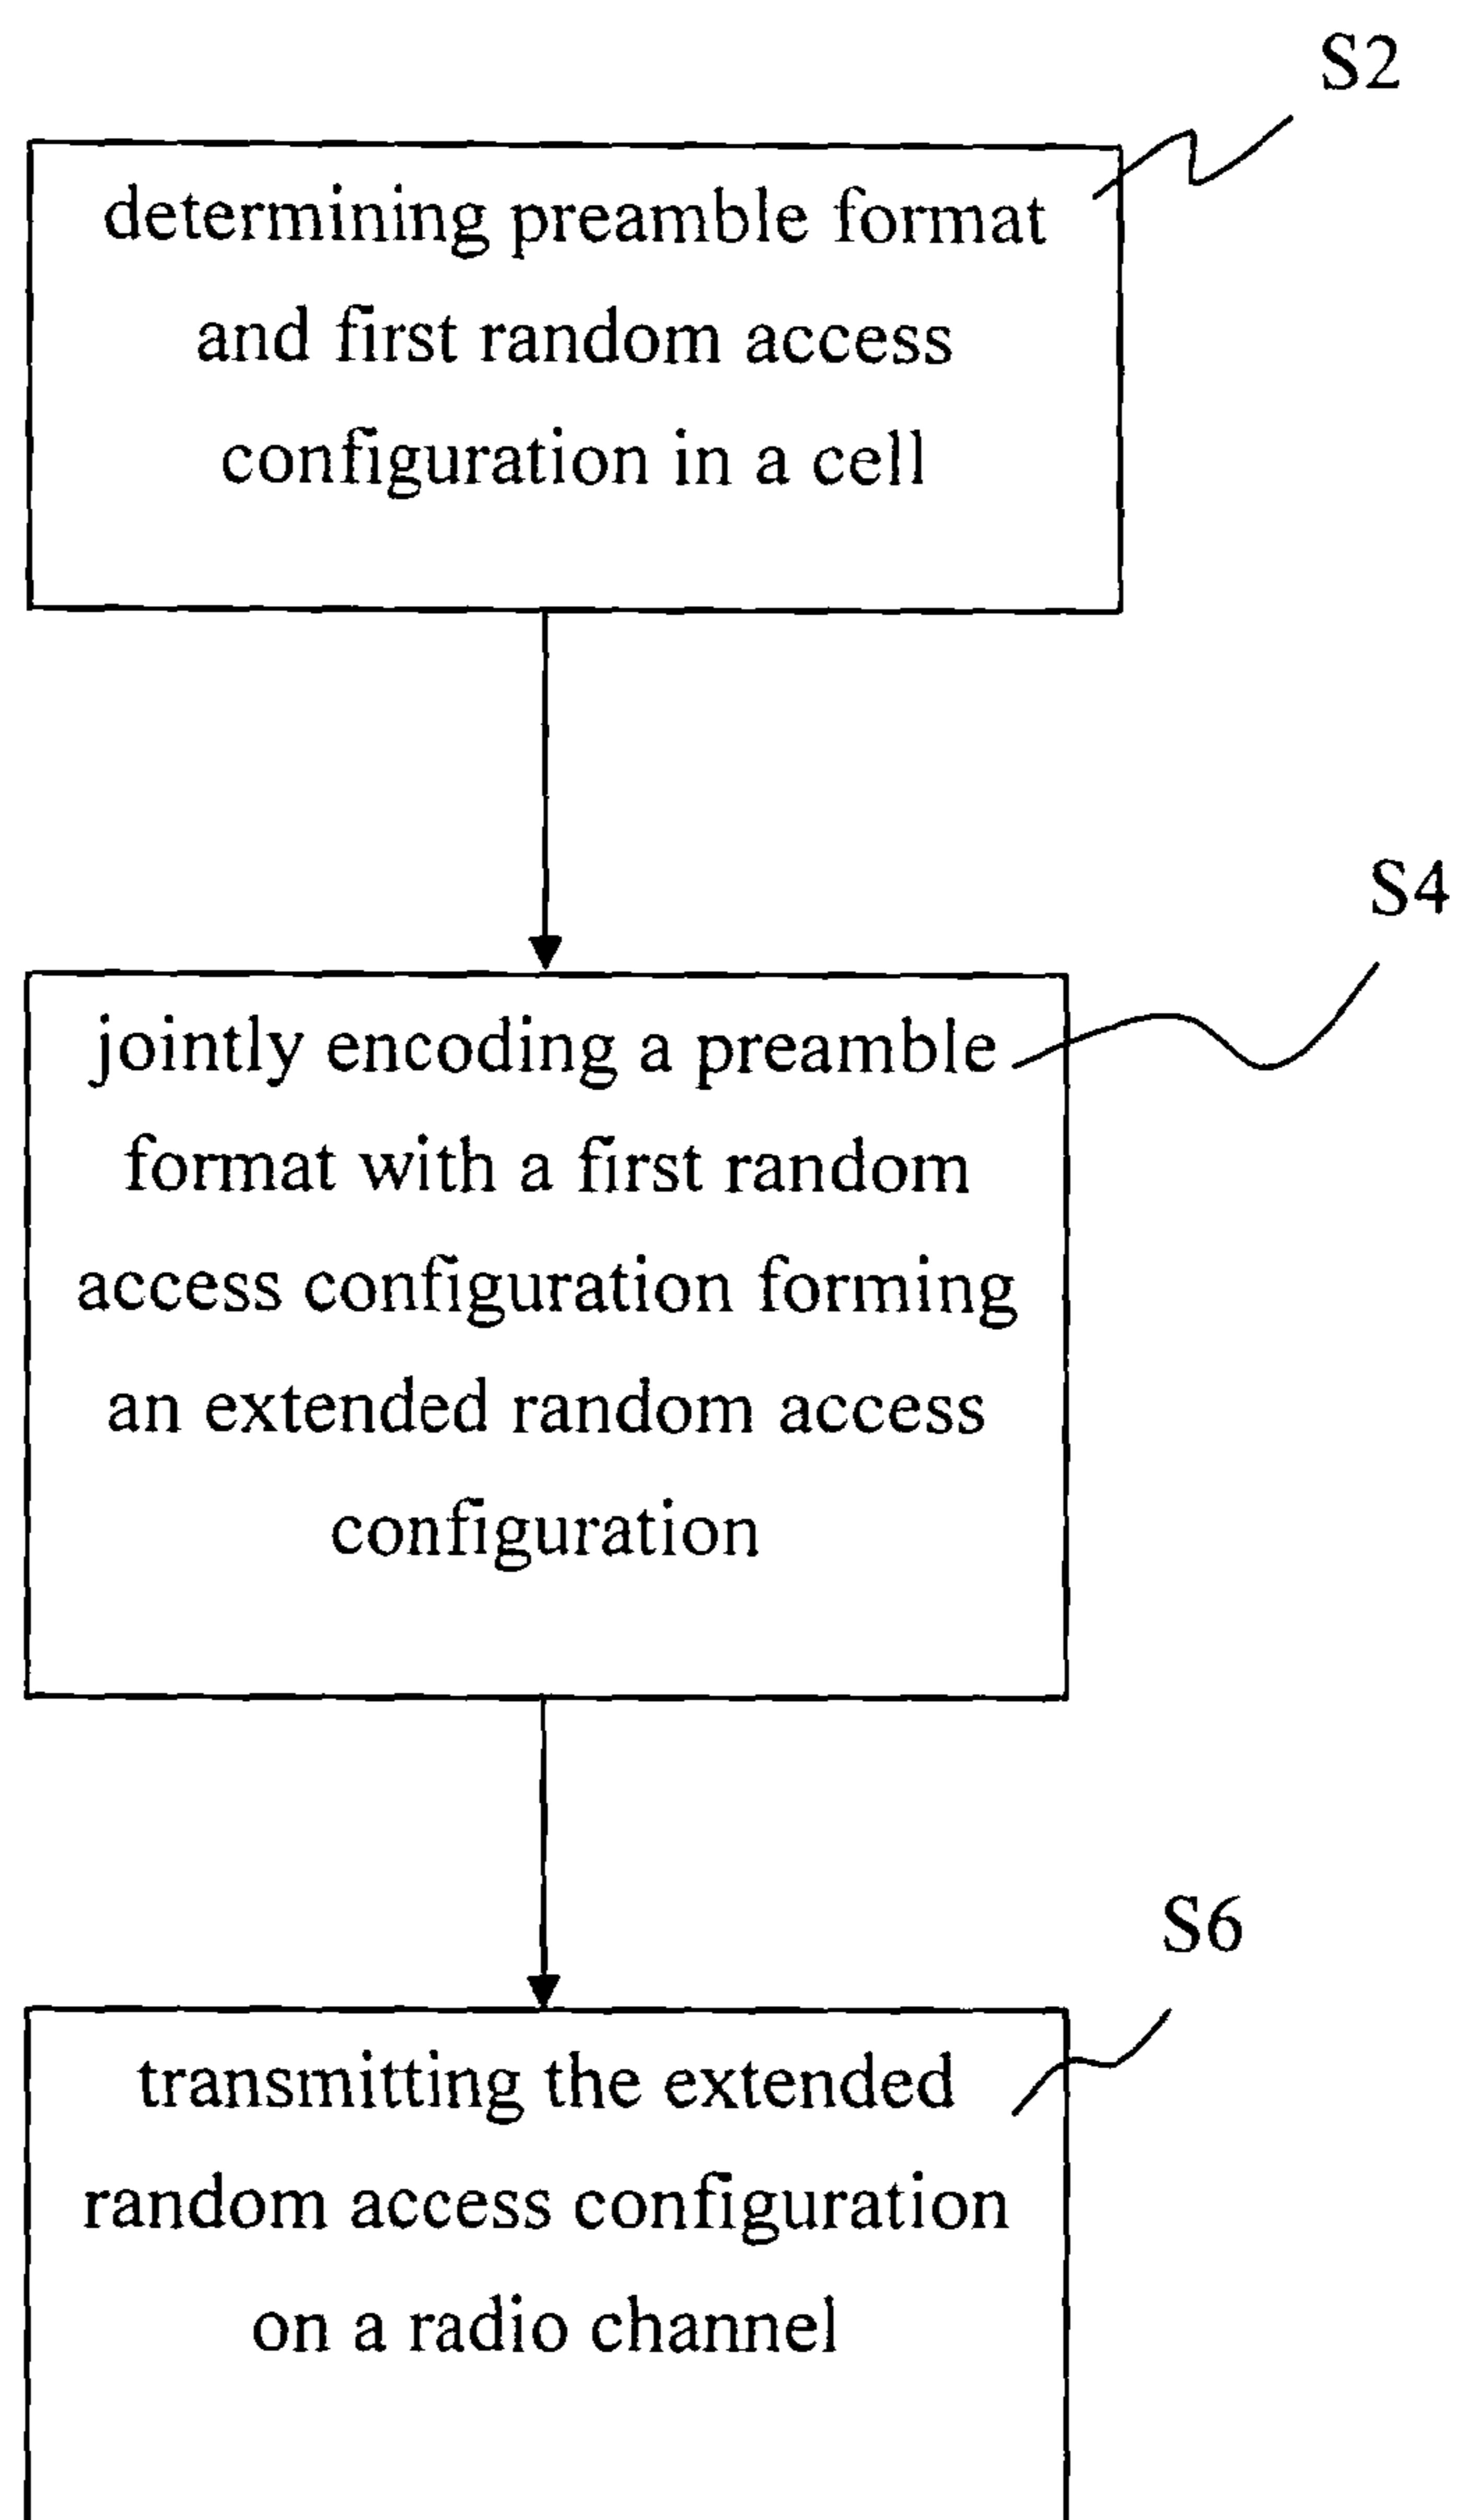 S2
determining preamble format
and first random access
configuration in a cell
S4
jointly encoding a preamble
format with a first random
access configuration forming
an extended random access
configuration
S6
transmitting the extended
random access configuration
on a radio channel